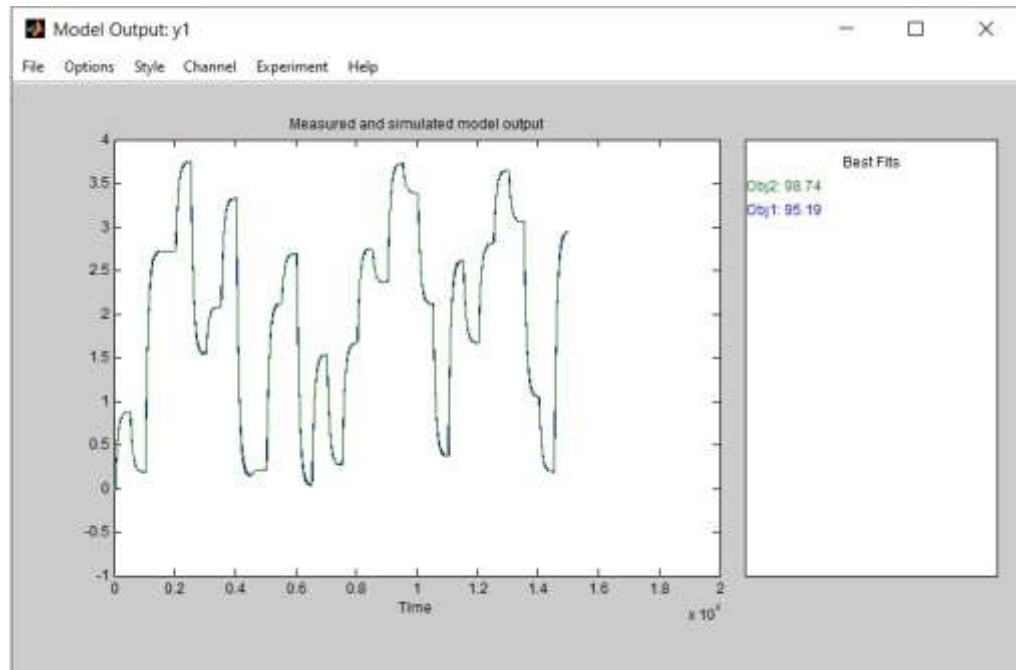 Model Output: y1
File Options Style Channel Experiment Help
Measured and simulated model output
4
3.5
3
2.5
2
1.5
1
0.5
0
-0.5
-1
0 0.2 0.4 0.6 0.8 1 1.2 1.4 1.6 1.8 2
Time
x 10^4
Best Fits
Obj2: 98.74
Obj1: 95.19